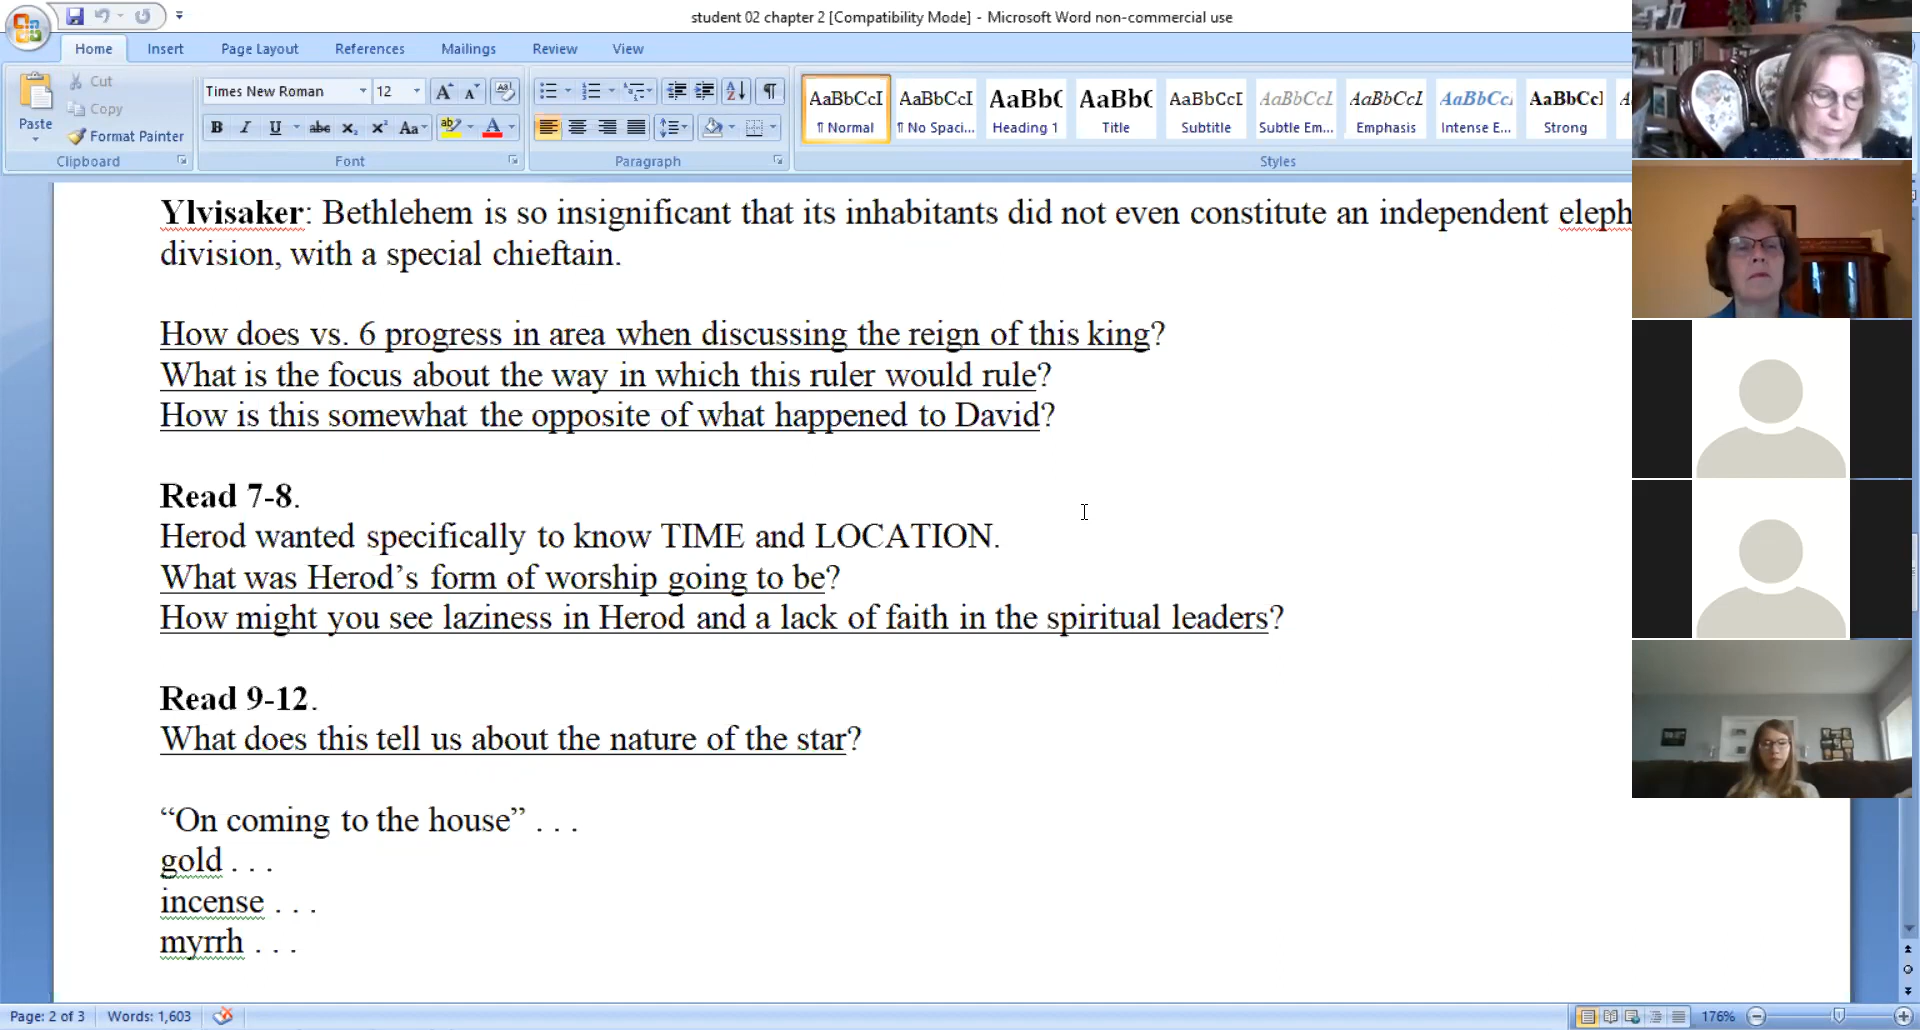 student 02 chapter 2 [Compatibility Mode] - Microsoft Word non-commercial use
Home Insert Page Layout References Mailings Review View
Paste
Cut
Copy
Format Painter
Clipboard
Times New Roman 12
B I U abc X₂ X² Aa
Font
Paragraph
AaBbCcI AaBbCcI AaBbC AaBbC AaBbCcI AaBbCcL AaBbCcL AaBbCc. AaBbCcI
¶ Normal ¶ No Spaci... Heading 1 Title Subtitle Subtle Em... Emphasis Intense E... Strong
Styles
Ylvisaker: Bethlehem is so insignificant that its inhabitants did not even constitute an independent eleph
division, with a special chieftain.
How does vs. 6 progress in area when discussing the reign of this king?
What is the focus about the way in which this ruler would rule?
How is this somewhat the opposite of what happened to David?
Read 7-8.
Herod wanted specifically to know TIME and LOCATION.
What was Herod’s form of worship going to be?
How might you see laziness in Herod and a lack of faith in the spiritual leaders?
Read 9-12.
What does this tell us about the nature of the star?
“On coming to the house” . . .
gold . . .
incense . . .
myrrh . . .
Page: 2 of 3 Words: 1,603 176%